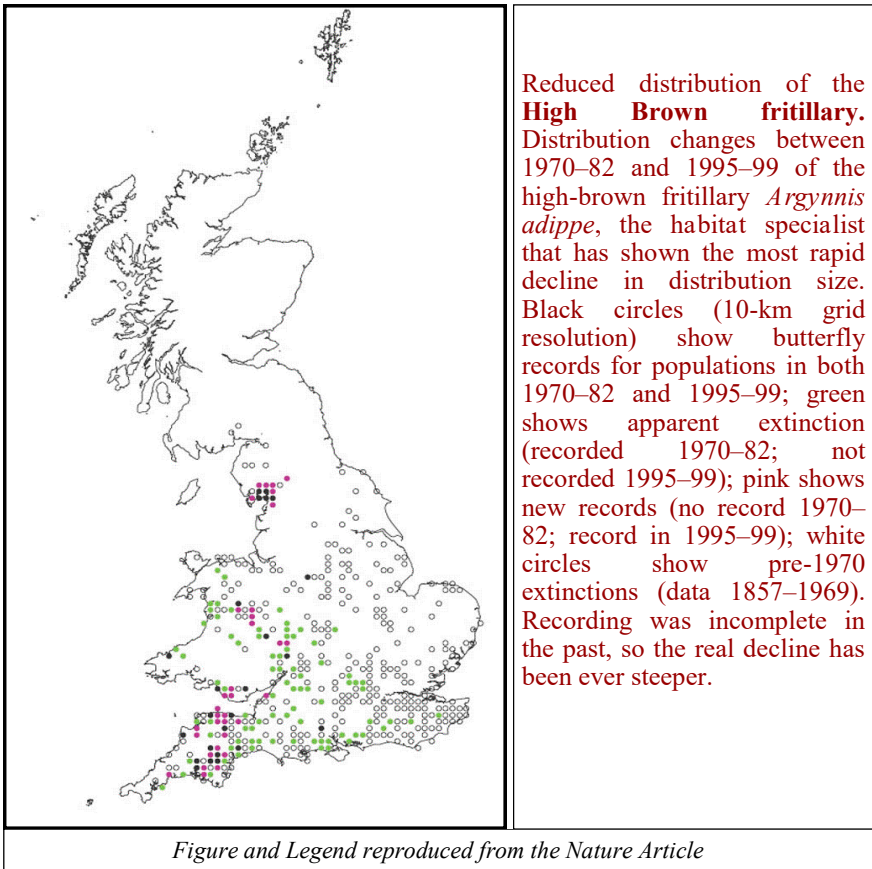 Reduced distribution of the
High Brown fritillary.
Distribution changes between
1970–82 and 1995–99 of the
high-brown fritillary Argynnis
adippe, the habitat specialist
that has shown the most rapid
decline in distribution size.
Black circles (10-km grid
resolution) show butterfly
records for populations in both
1970–82 and 1995–99; green
shows apparent extinction
(recorded 1970–82; not
recorded 1995–99); pink shows
new records (no record 1970–
82; record in 1995–99); white
circles show pre-1970
extinctions (data 1857–1969).
Recording was incomplete in
the past, so the real decline has
been ever steeper.
Figure and Legend reproduced from the Nature Article